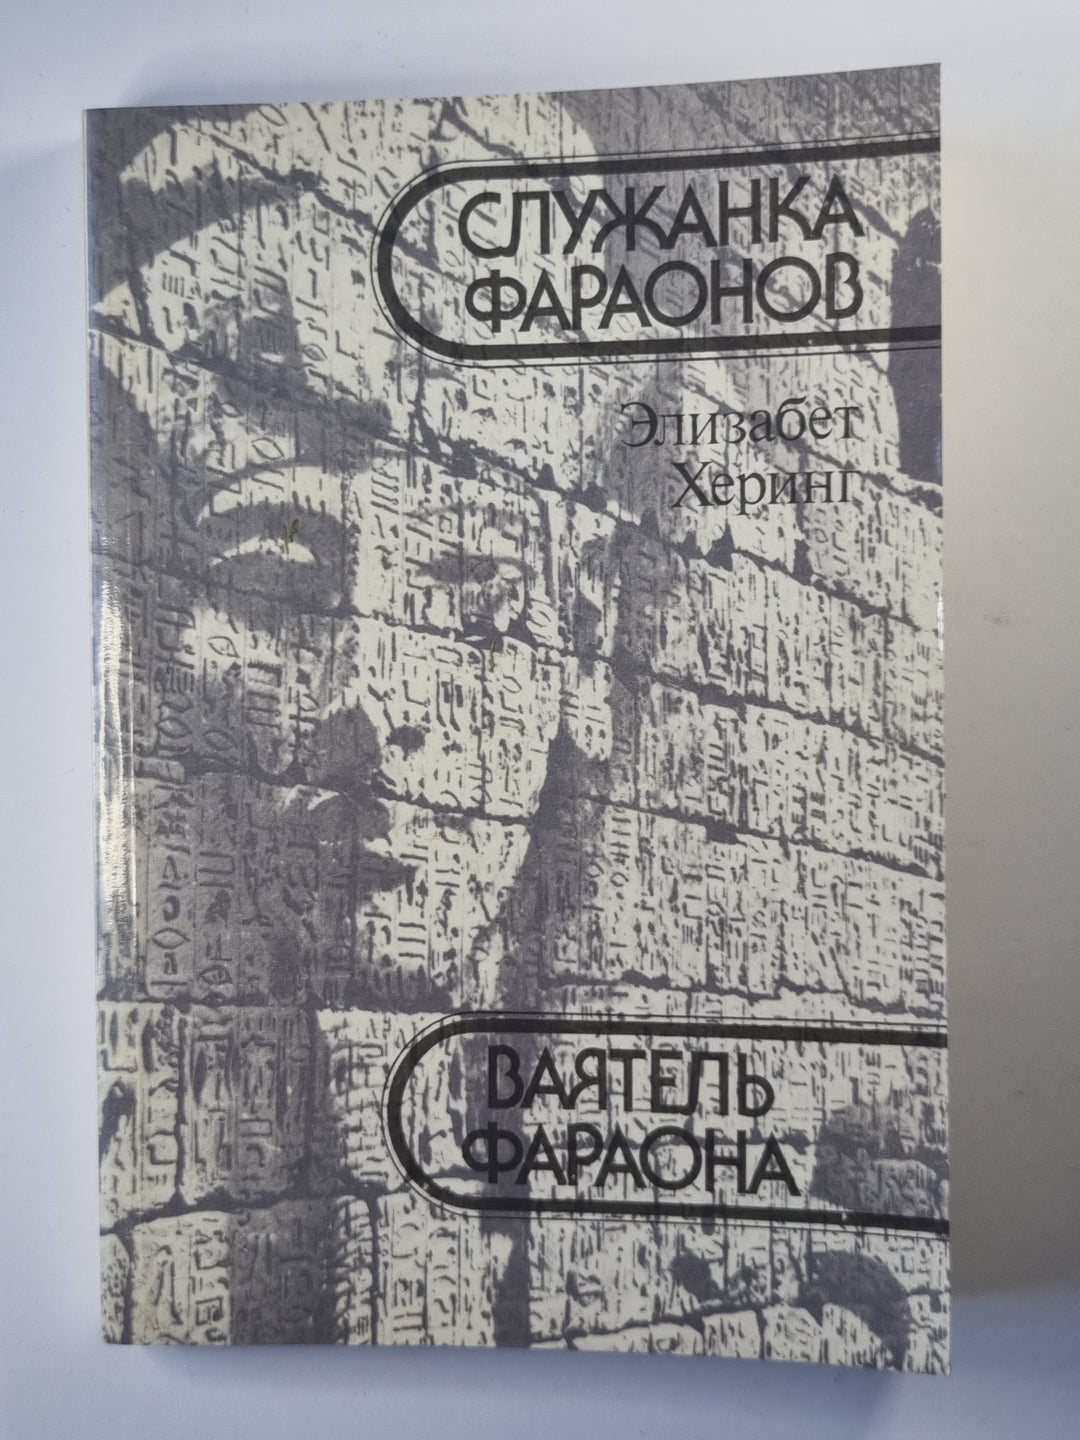 СЛУЖАНКА
ФАРАОНОВ
Элизабет
Херинг
ВАЯТЕЛЬ
ФАРАОНА